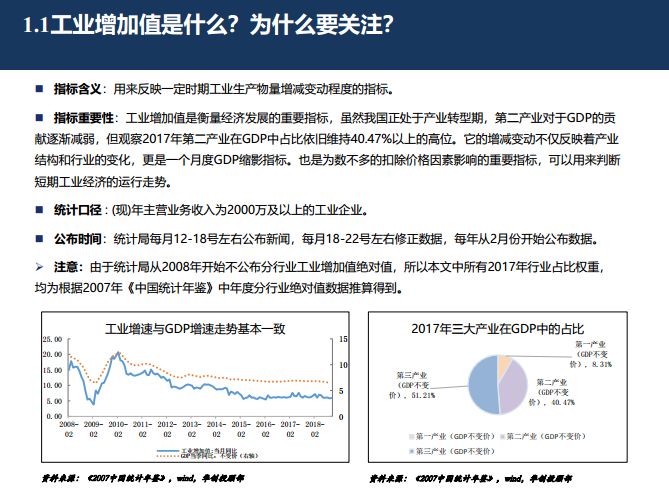 1.1工业增加值是什么？为什么要关注？
■ 指标含义：用来反映一定时期工业生产物量增减变动程度的指标。
■ 指标重要性：工业增加值是衡量经济发展的重要指标，虽然我国正处于产业转型期，第二产业对于GDP的贡
献逐渐减弱，但观察2017年第二产业在GDP中占比依旧维持40.47%以上的高位。它的增减变动不仅反映着产业
结构和行业的变化，更是一个月度GDP缩影指标。也是为数不多的扣除价格因素影响的重要指标，可以用来判断
短期工业经济的运行走势。
■ 统计口径：(现)年主营业务收入为2000万及以上的工业企业。
■ 公布时间：统计局每月12-18号左右公布新闻，每月18-22号左右修正数据，每年从2月份开始公布数据。
➢ 注意：由于统计局从2008年开始不公布分行业工业增加值绝对值，所以本文中所有2017年行业占比权重，
均为根据2007年《中国统计年鉴》中年度分行业绝对值数据推算得到。
工业增速与GDP增速走势基本一致
25.00
20.00
15.00
10.00
5.00
0.00
15
10
5
0
2008-02
2009-02
2010-02
2011-02
2012-02
2013-02
2014-02
2015-02
2016-02
2017-02
2018-02
工业增加值:当月同比
GDP当季同比。不变价（右轴）
资料来源：《2007中国统计年鉴》，wind，华创投顾部
2017年三大产业在GDP中的占比
第一产业
（GDP不变
价），8.31%
第二产业
（GDP不变
价），40.47%
第三产业
（GDP不变
价），51.21%
第一产业（GDP不变价） 第二产业（GDP不变价）
第三产业（GDP不变价）
资料来源：《2007中国统计年鉴》，wind，华创投顾部